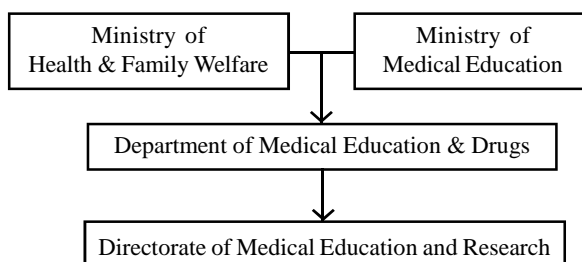 Ministry of
Health & Family Welfare
Ministry of
Medical Education
Department of Medical Education & Drugs
Directorate of Medical Education and Research